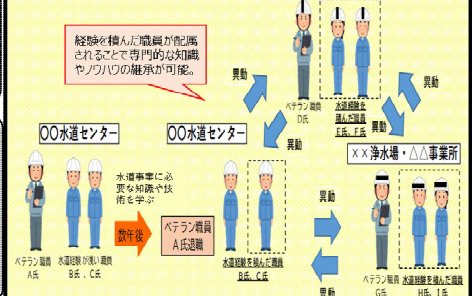 経験を積んだ職員が配属
されることで専門的な知識
やノウハウの継承が可能。
ベテラン職員
D氏
水道経験を
積んだ職員
E氏、F氏
異動
異動
異動
異動
〇〇水道センター
〇〇水道センター
××浄水場・△△事業所
水道事業に必
要な知識や技
術を学ぶ
数年後
ベテラン職員
A氏退職
ベテラン職員
A氏
水道経験が浅い職員
B氏、C氏
水道経験を積んだ職員
B氏、C氏
異動
異動
ベテラン職員
G氏
水道経験を積んだ職員
H氏、I氏